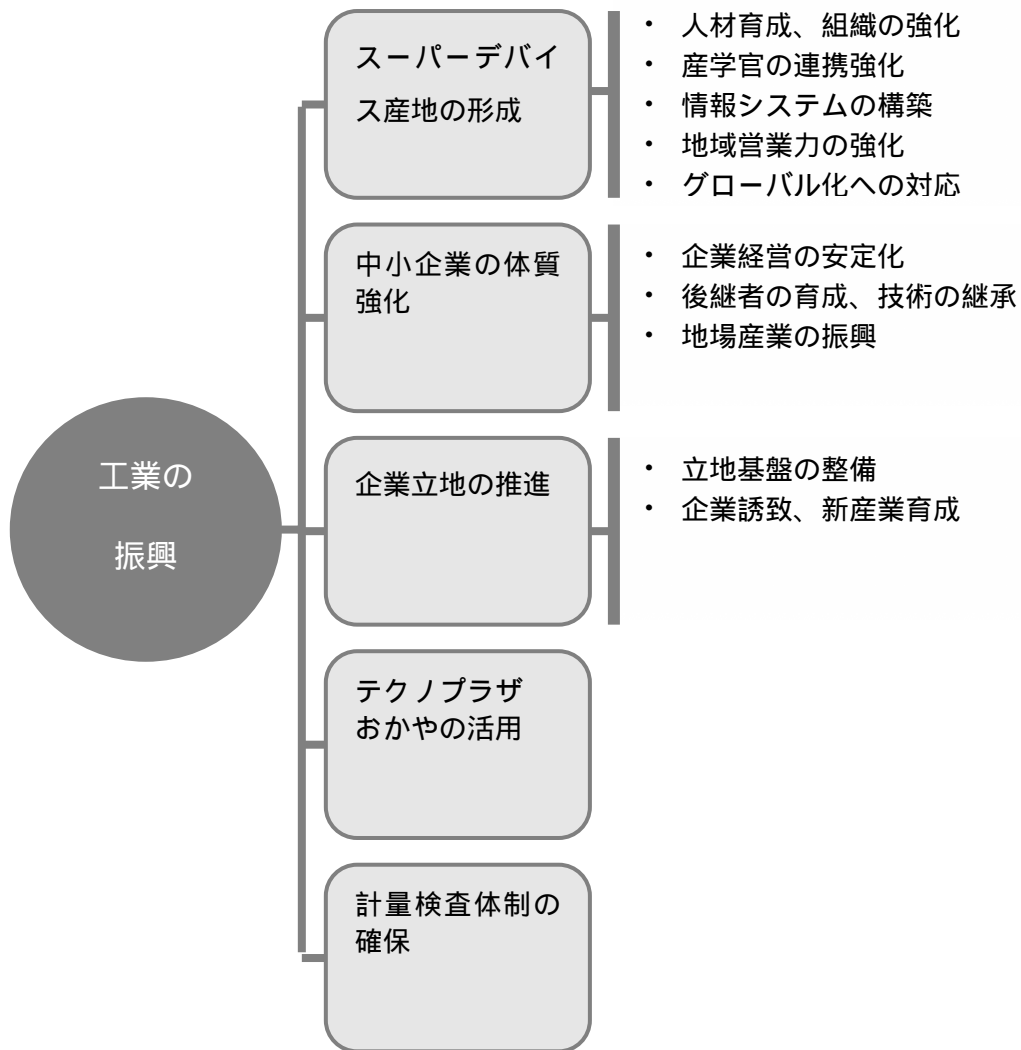 工業の
振興
スーパーデバイ
ス産地の形成
・ 人材育成、組織の強化
・ 産学官の連携強化
・ 情報システムの構築
・ 地域営業力の強化
・ グローバル化への対応
中小企業の体質
強化
・ 企業経営の安定化
・ 後継者の育成、技術の継承
・ 地場産業の振興
企業立地の推進
・ 立地基盤の整備
・ 企業誘致、新産業育成
テクノプラザ
おかやの活用
計量検査体制の
確保